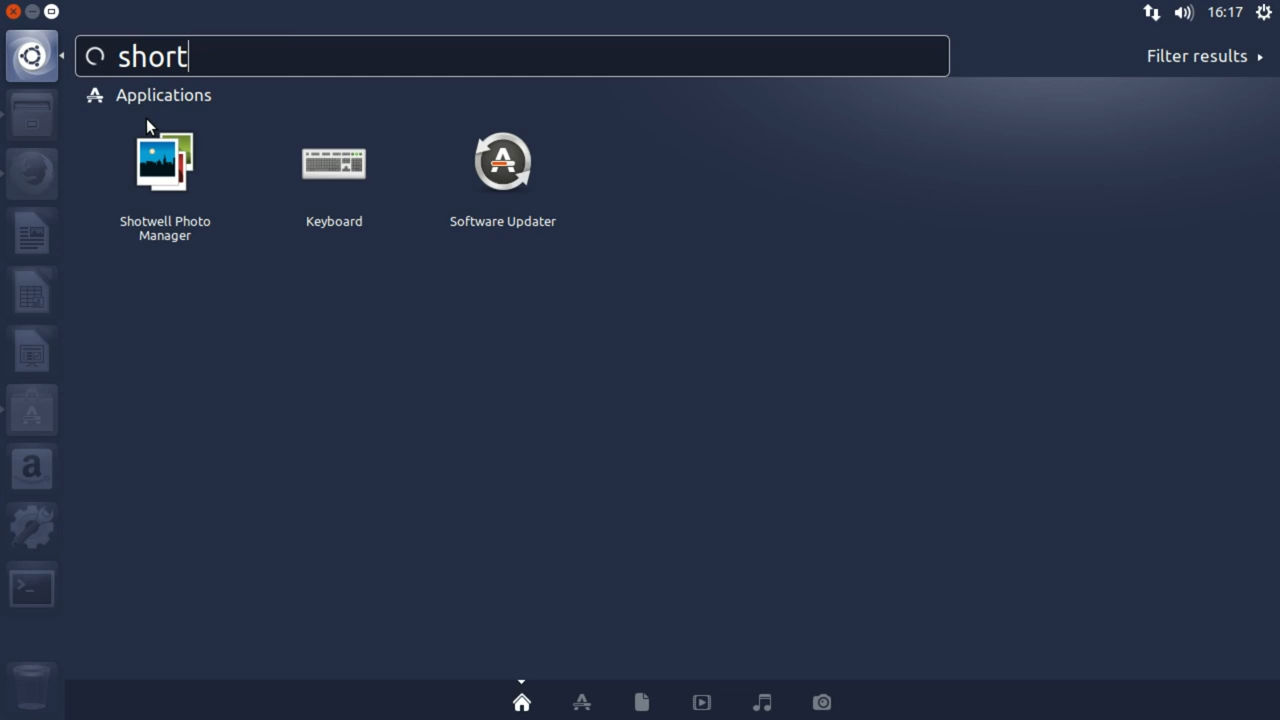 16:17
short
Filter results
Applications
Shotwell Photo
Manager
Keyboard
Software Updater